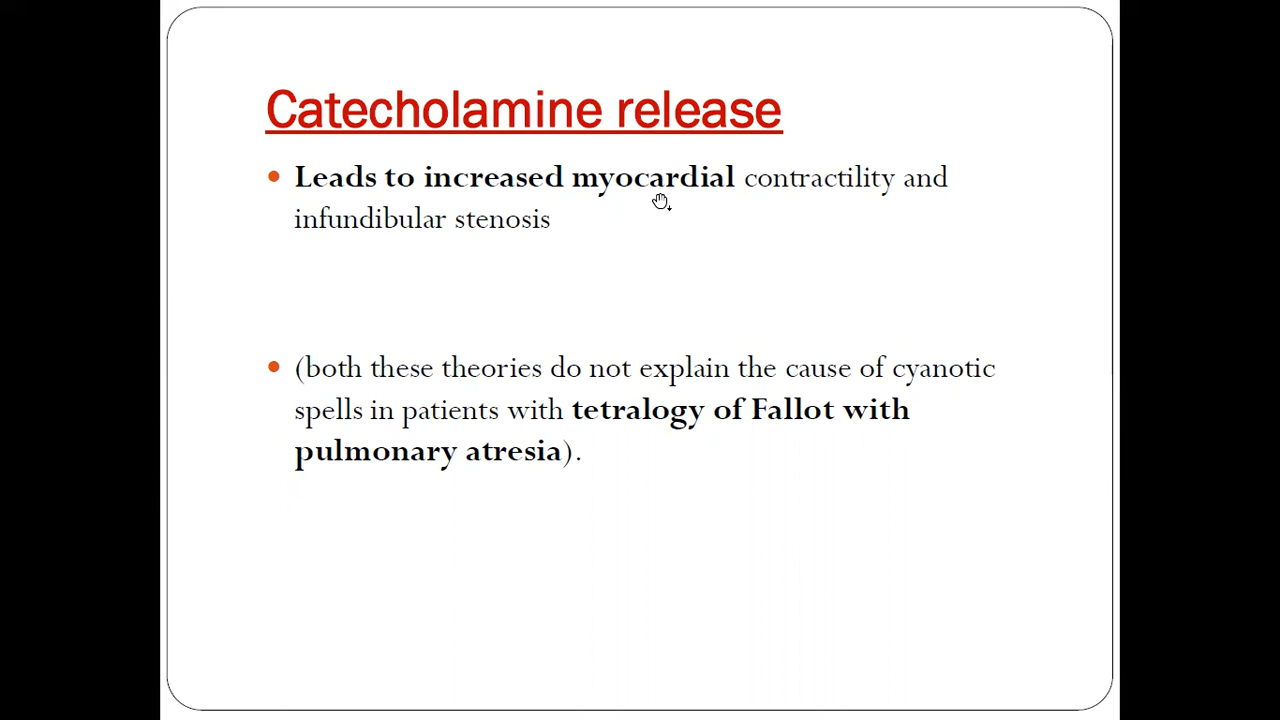 Catecholamine release
Leads to increased myocardial contractility and
infundibular stenosis
(both these theories do not explain the cause of cyanotic
spells in patients with tetralogy of Fallot with
pulmonary atresia).